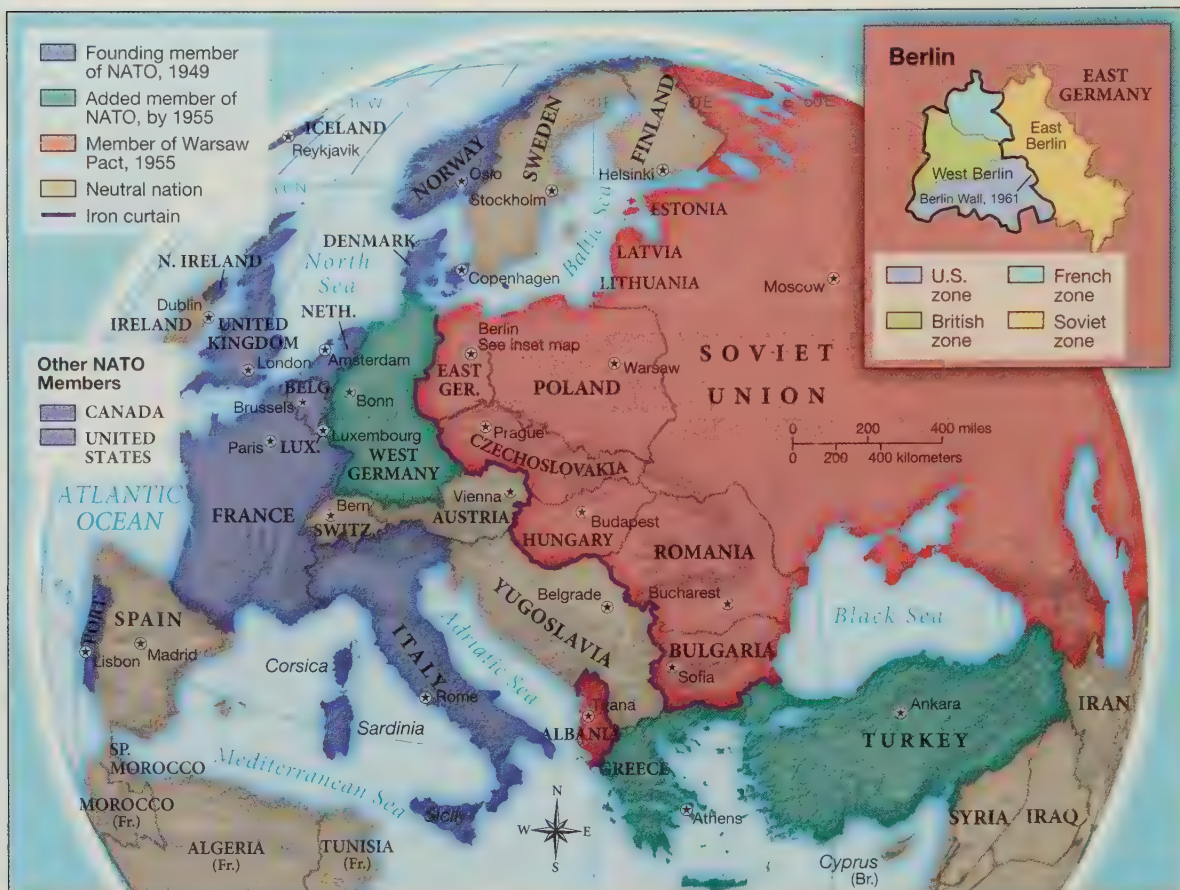 Founding member
of NATO, 1949
Added member of
NATO, by 1955
Member of Warsaw
Pact, 1955
Neutral nation
Iron curtain
Other NATO
Members
CANADA
UNITED
STATES
Berlin
EAST
GERMANY
East
Berlin
West Berlin
Berlin Wall, 1961
U.S.
zone
French
zone
British
zone
Soviet
zone
ICELAND
Reykjavik
NORWAY
Oslo
SWEDEN
Stockholm
FINLAND
Helsinki
ESTONIA
LATVIA
LITHUANIA
Baltic Sea
Moscow
DENMARK
Copenhagen
North
Sea
N. IRELAND
Dublin
IRELAND
UNITED
KINGDOM
London
NETH.
Amsterdam
BELG.
Brussels
Bonn
Luxembourg
LUX.
Paris
WEST
GERMANY
Berlin
See inset map
EAST
GER.
POLAND
Warsaw
SOVIET
UNION
0 200 400 miles
0 200 400 kilometers
Prague
CZECHOSLOVAKIA
ATLANTIC
OCEAN
FRANCE
Bern
SWITZ.
Vienna
AUSTRIA
Budapest
HUNGARY
ROMANIA
Bucharest
Belgrade
YUGOSLAVIA
Black Sea
BULGARIA
Sofia
PORT.
Lisbon
SPAIN
Madrid
Corsica
Sardinia
ITALY
Rome
Adriatic Sea
Tirana
ALBANIA
GREECE
Athens
Ankara
TURKEY
IRAN
SYRIA
IRAQ
Cyprus
(Br.)
Sicily
Mediterranean Sea
SP.
MOROCCO
MOROCCO
(Fr.)
ALGERIA
(Fr.)
TUNISIA
(Fr.)
N
W
E
S